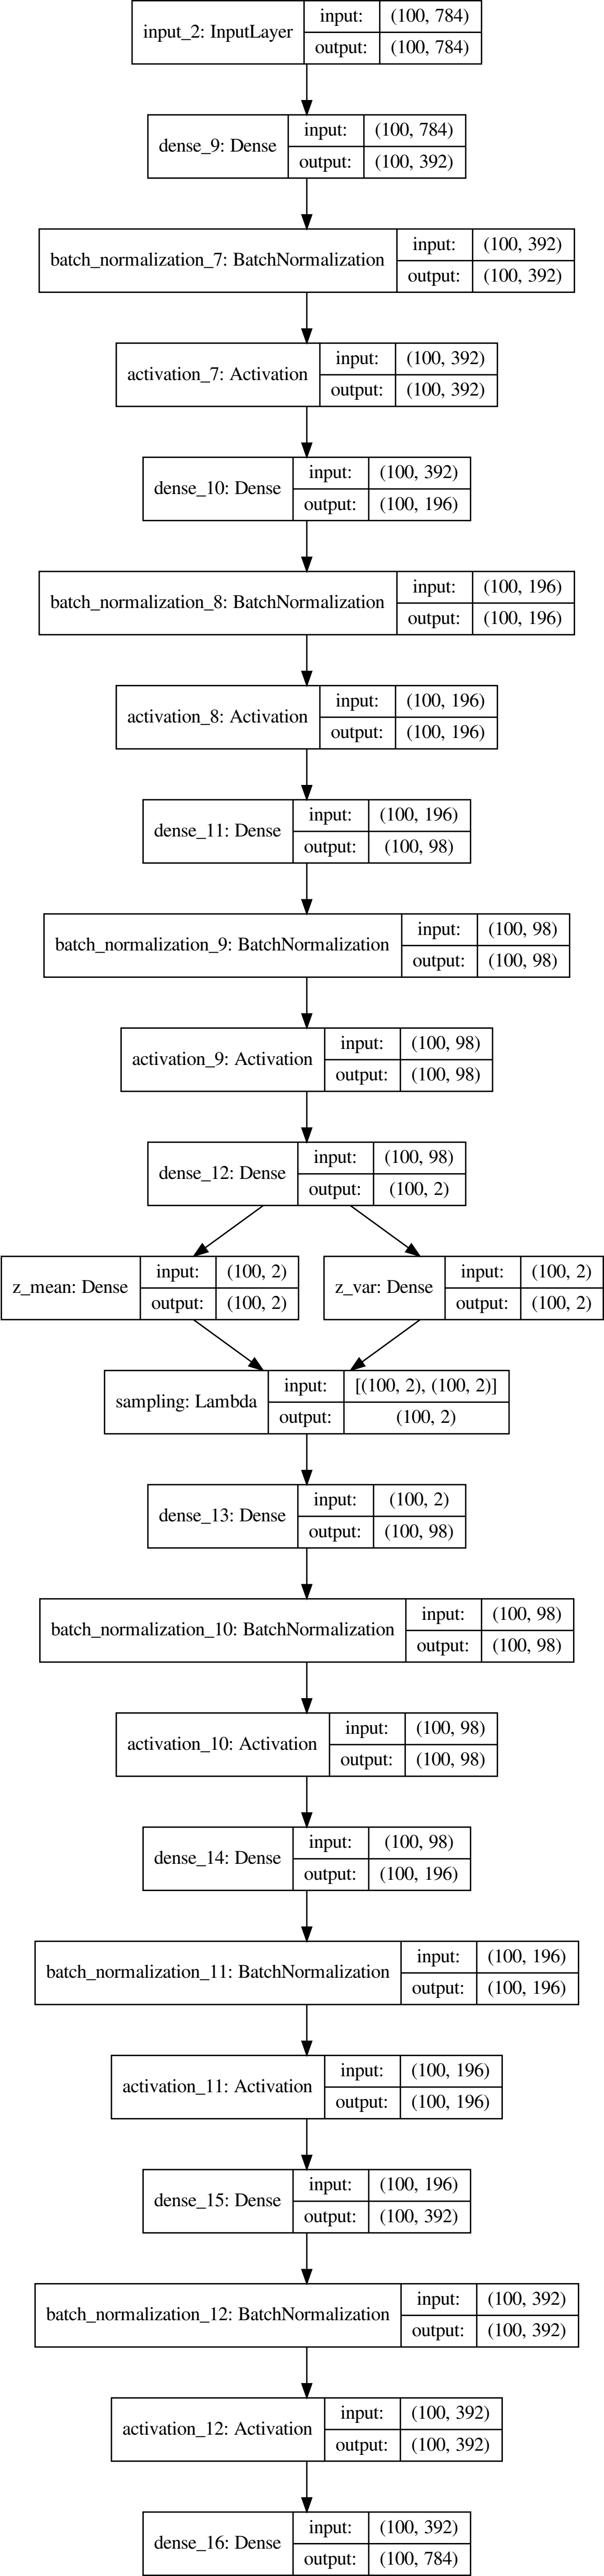 input_2: InputLayer
input: (100, 784)
output: (100, 784)
dense_9: Dense
input: (100, 784)
output: (100, 392)
batch_normalization_7: BatchNormalization
input: (100, 392)
output: (100, 392)
activation_7: Activation
input: (100, 392)
output: (100, 392)
dense_10: Dense
input: (100, 392)
output: (100, 196)
batch_normalization_8: BatchNormalization
input: (100, 196)
output: (100, 196)
activation_8: Activation
input: (100, 196)
output: (100, 196)
dense_11: Dense
input: (100, 196)
output: (100, 98)
batch_normalization_9: BatchNormalization
input: (100, 98)
output: (100, 98)
activation_9: Activation
input: (100, 98)
output: (100, 98)
dense_12: Dense
input: (100, 98)
output: (100, 2)
z_mean: Dense
input: (100, 2)
output: (100, 2)
z_var: Dense
input: (100, 2)
output: (100, 2)
sampling: Lambda
input: [(100, 2), (100, 2)]
output: (100, 2)
dense_13: Dense
input: (100, 2)
output: (100, 98)
batch_normalization_10: BatchNormalization
input: (100, 98)
output: (100, 98)
activation_10: Activation
input: (100, 98)
output: (100, 98)
dense_14: Dense
input: (100, 98)
output: (100, 196)
batch_normalization_11: BatchNormalization
input: (100, 196)
output: (100, 196)
activation_11: Activation
input: (100, 196)
output: (100, 196)
dense_15: Dense
input: (100, 196)
output: (100, 392)
batch_normalization_12: BatchNormalization
input: (100, 392)
output: (100, 392)
activation_12: Activation
input: (100, 392)
output: (100, 392)
dense_16: Dense
input: (100, 392)
output: (100, 784)